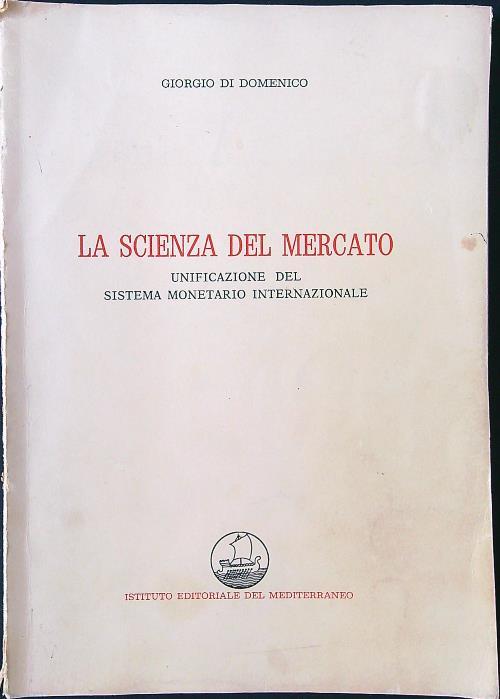 GIORGIO DI DOMENICO
LA SCIENZA DEL MERCATO
UNIFICAZIONE DEL
SISTEMA MONETARIO INTERNAZIONALE
ISTITUTO EDITORIALE DEL MEDITERRANEO